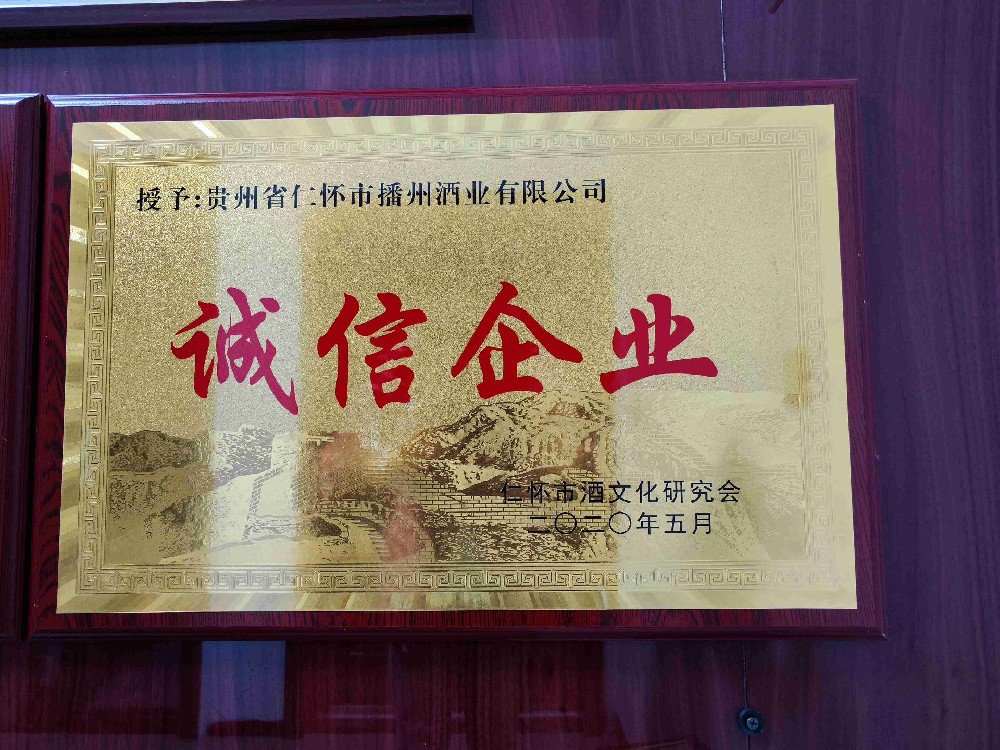 授予:贵州省仁怀市播州酒业有限公司
诚信企业
仁怀市酒文化研究会
二〇二〇年五月